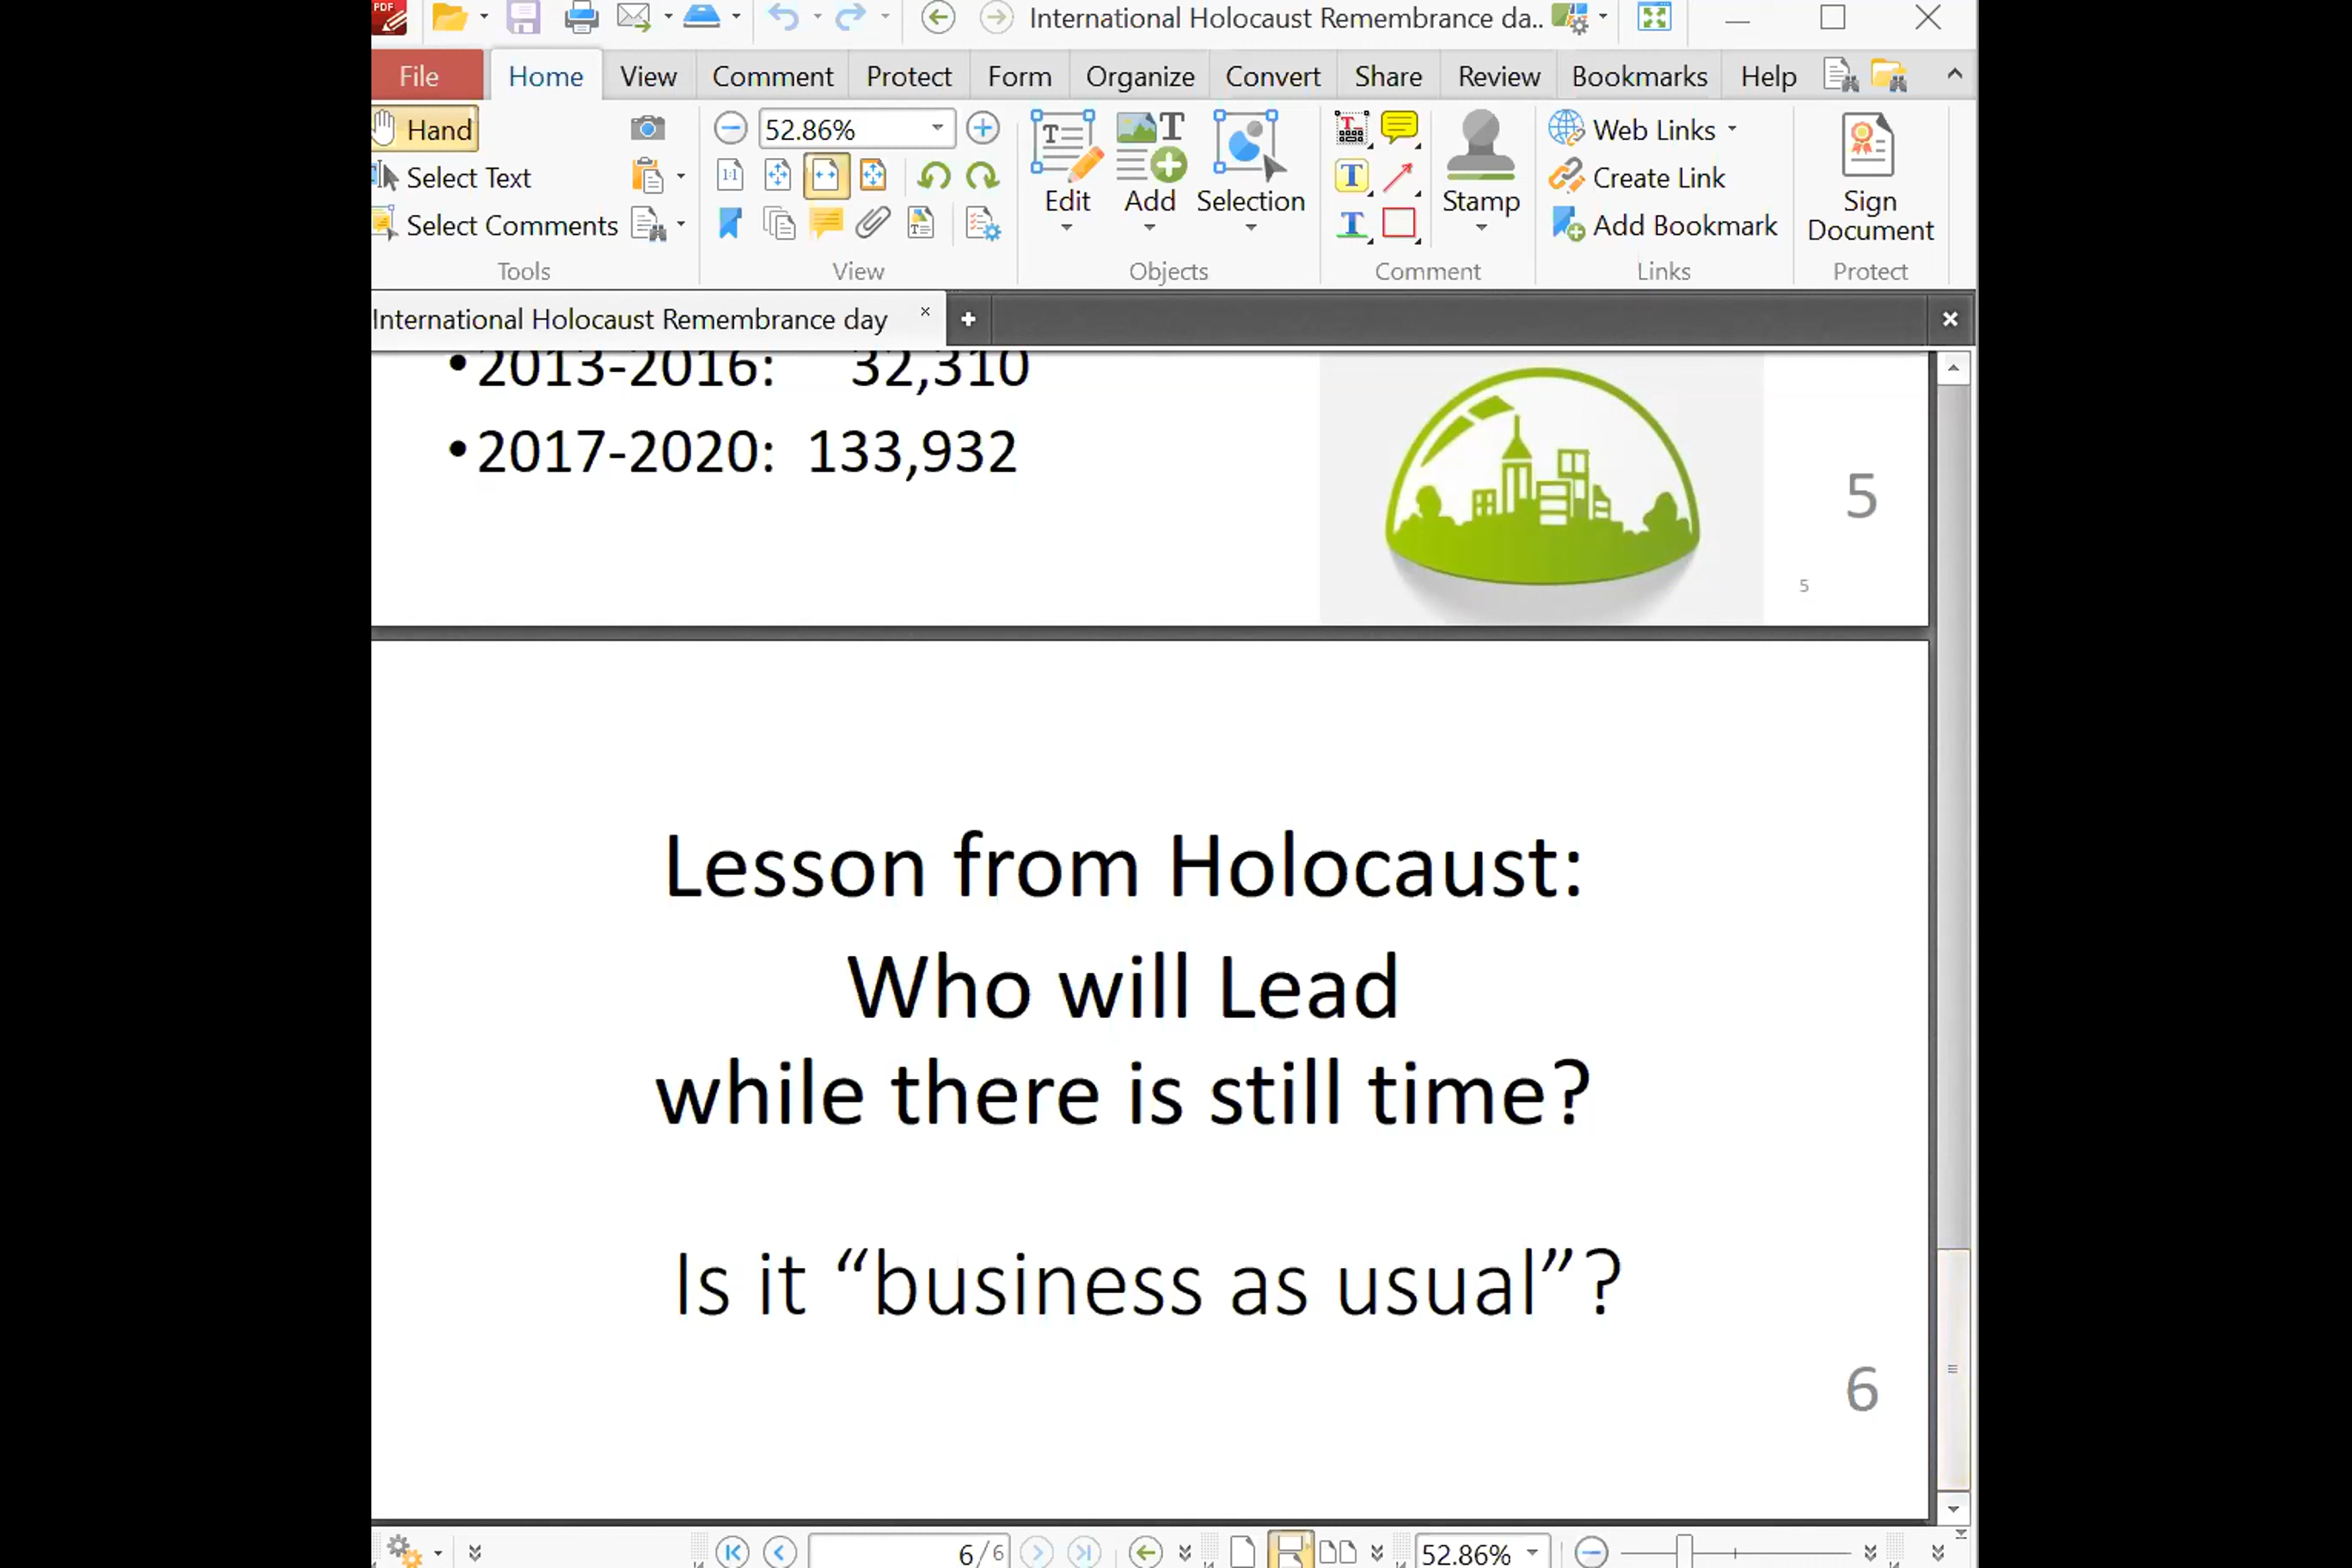 PDF
International Holocaust Remembrance da..
File Home View Comment Protect Form Organize Convert Share Review Bookmarks Help
Hand
52.86%
Select Text
Select Comments
1:1
Edit Add Selection
Stamp
Web Links
Create Link
Add Bookmark
Sign
Document
Tools View Objects Comment Links Protect
International Holocaust Remembrance day
•2013-2016: 32,310
•2017-2020: 133,932
5
5
Lesson from Holocaust:
Who will Lead
while there is still time?
Is it “business as usual”?
6
6/6 52.86%